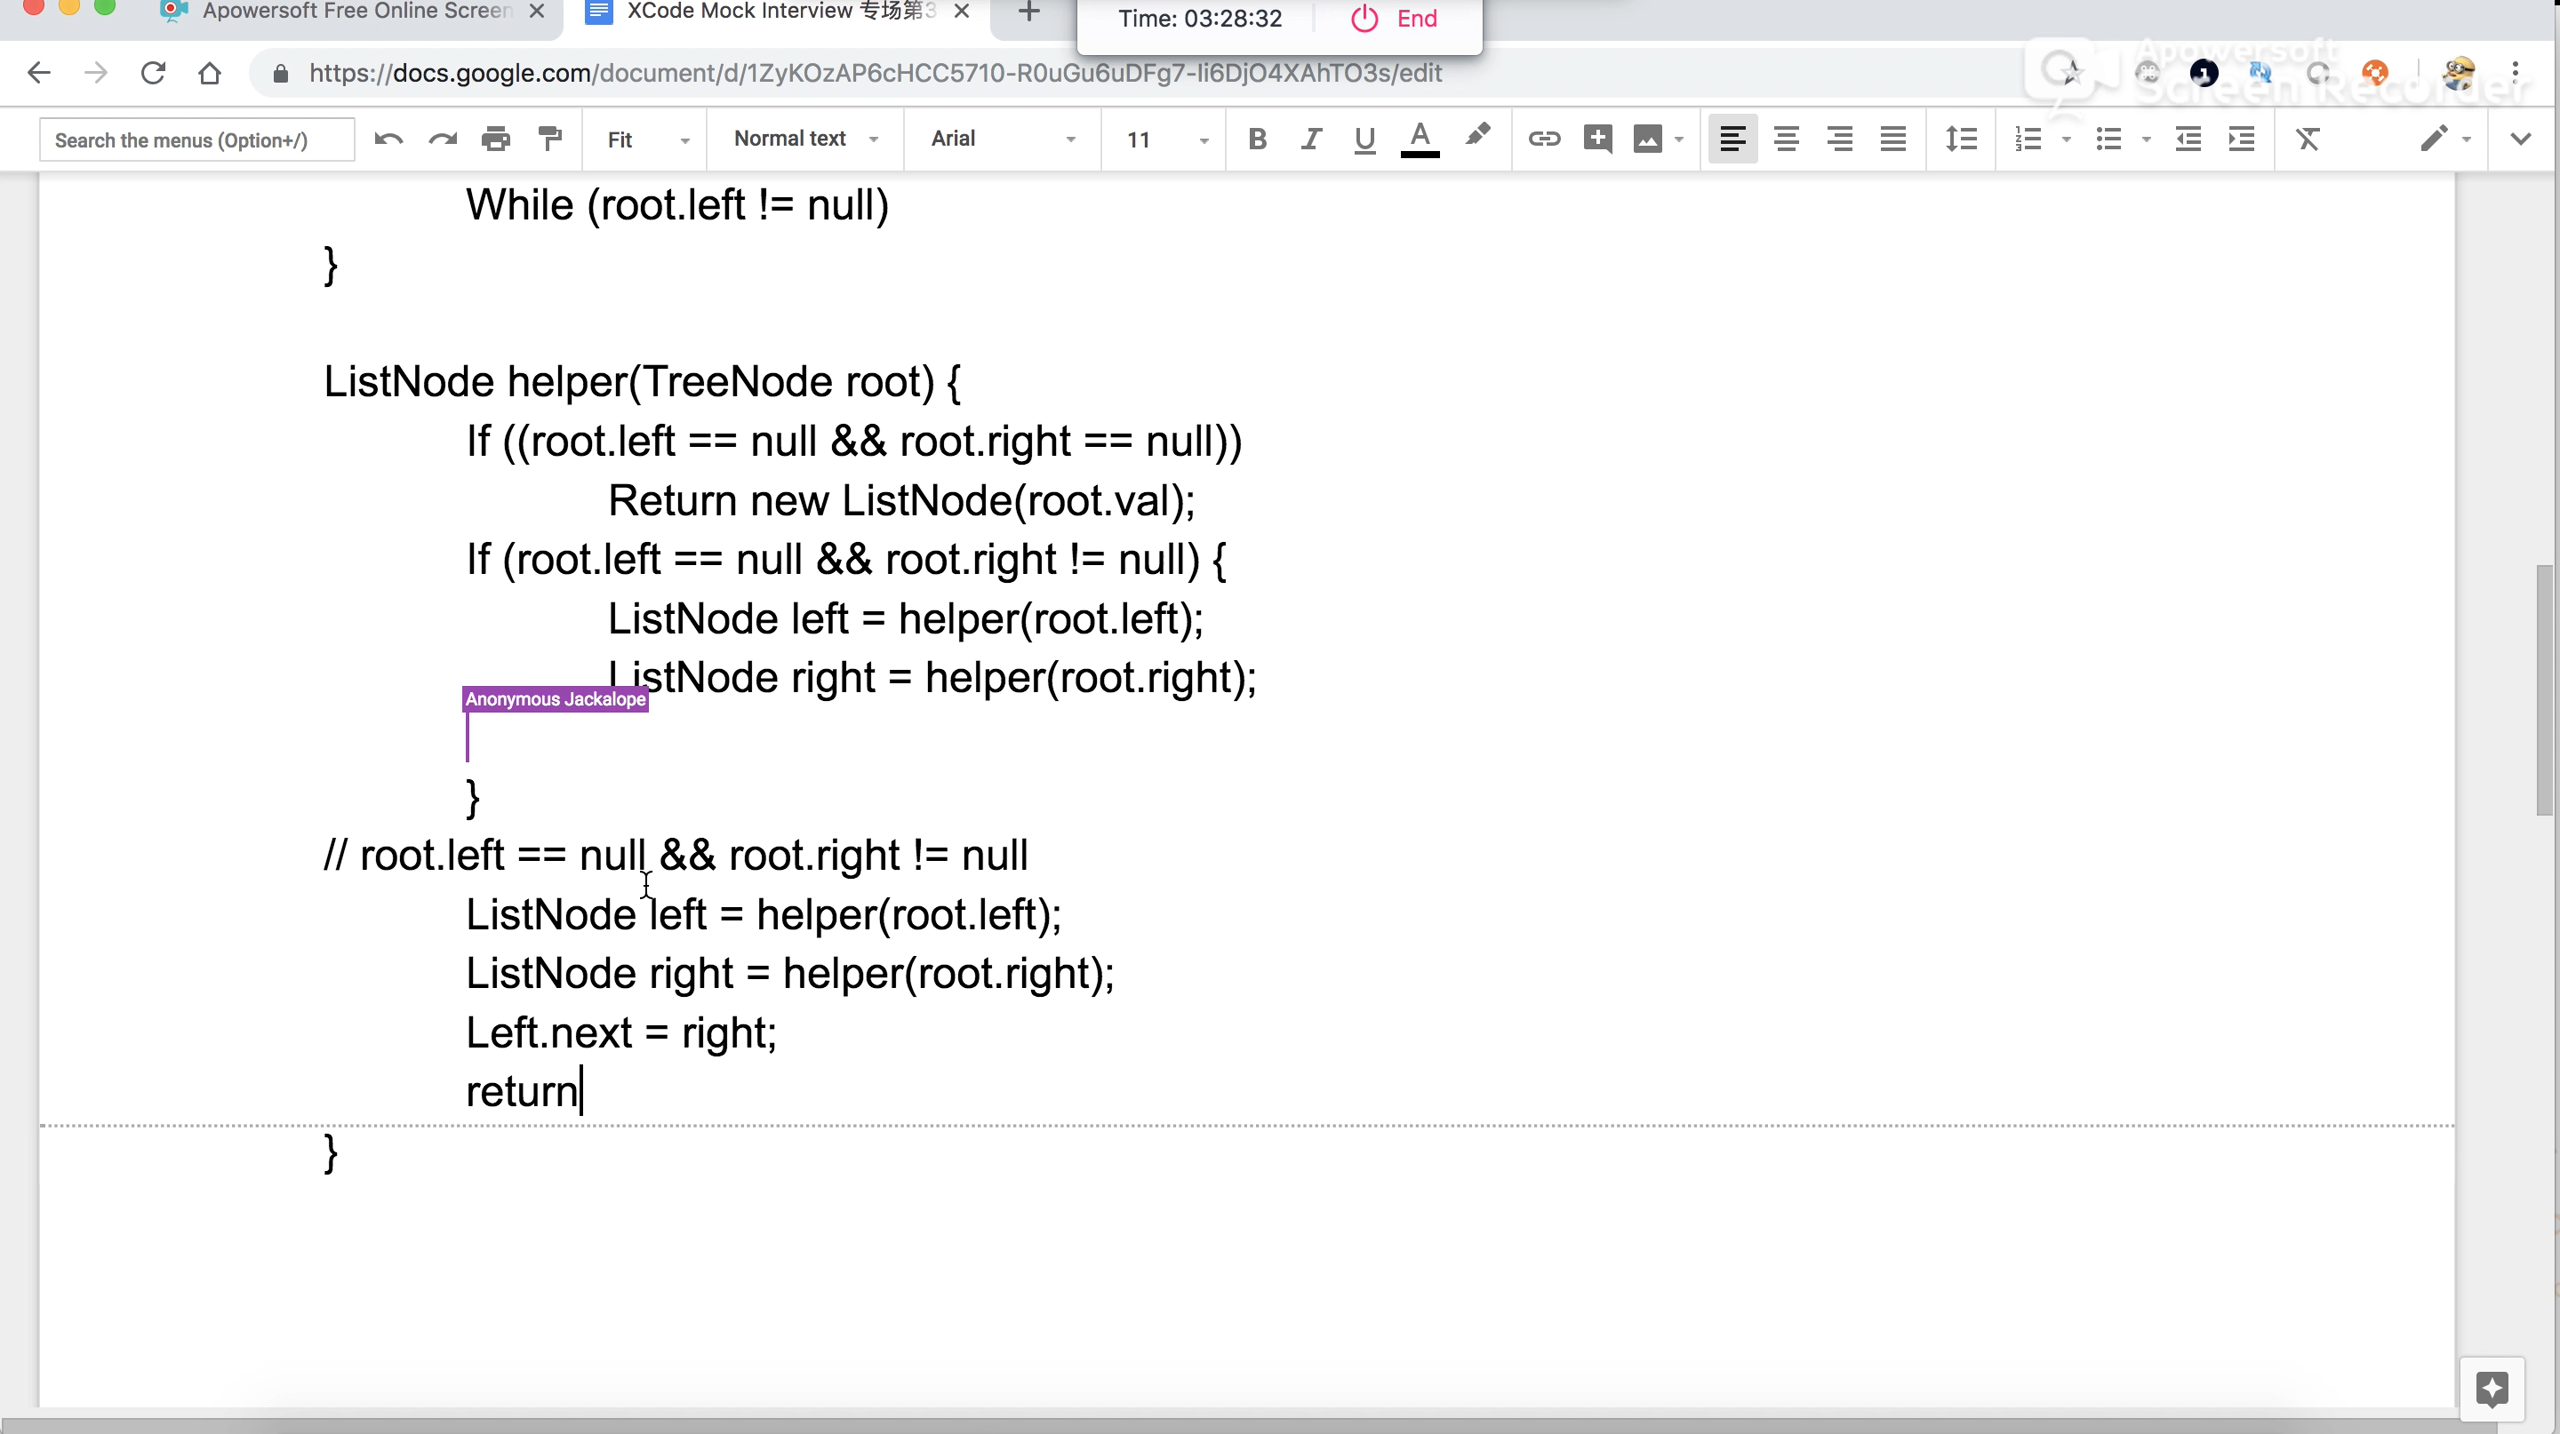 Apowersoft Free Online Screen
XCode Mock Interview 专场第3
Time: 03:28:32
End
https://docs.google.com/document/d/1ZyKOzAP6cHCC5710-R0uGu6uDFg7-li6DjO4XAhTO3s/edit
Apowersoft
Screen Recorder
Search the menus (Option+/)
Fit
Normal text
Arial
11
While (root.left != null)
}
ListNode helper(TreeNode root) {
If ((root.left == null && root.right == null))
Return new ListNode(root.val);
If (root.left == null && root.right != null) {
ListNode left = helper(root.left);
ListNode right = helper(root.right);
Anonymous Jackalope
}
// root.left == null && root.right != null
ListNode left = helper(root.left);
ListNode right = helper(root.right);
Left.next = right;
return
}